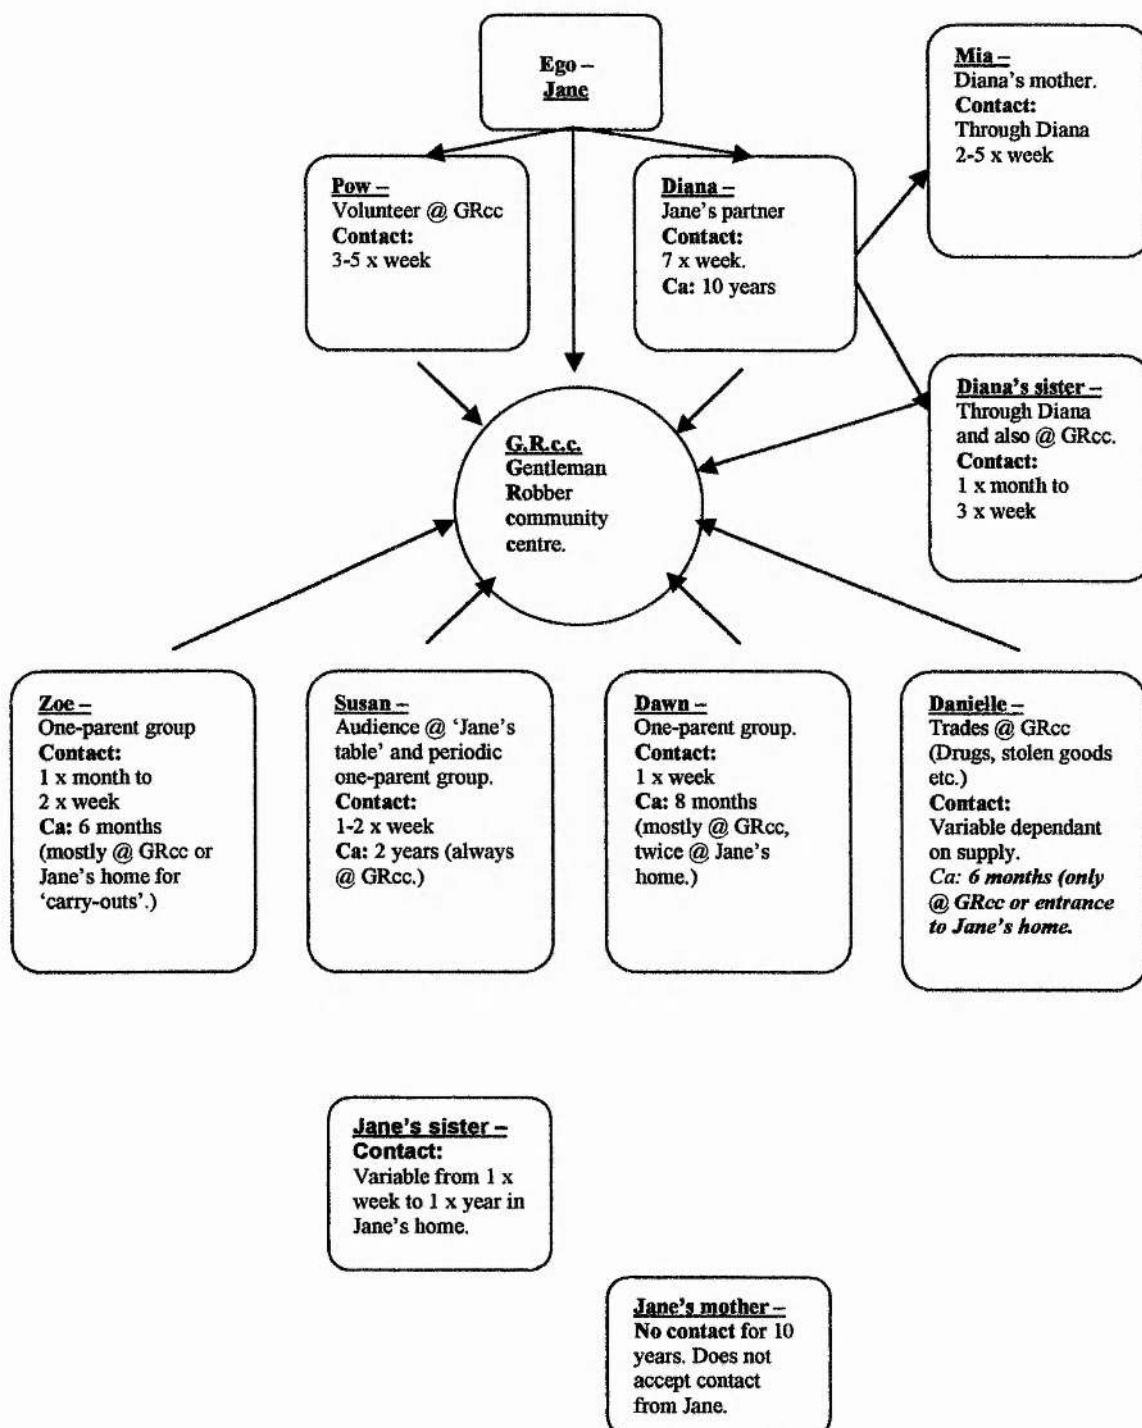 Ego –
Jane
Mia –
Diana's mother.
Contact:
Through Diana
2-5 x week
Pow –
Volunteer @ GRcc
Contact:
3-5 x week
Diana –
Jane's partner
Contact:
7 x week.
Ca: 10 years
Diana's sister –
Through Diana
and also @ GRcc.
Contact:
1 x month to
3 x week
G.R.c.c.
Gentleman
Robber
community
centre.
Zoe –
One-parent group
Contact:
1 x month to
2 x week
Ca: 6 months
(mostly @ GRcc or
Jane's home for
'carry-outs'.)
Susan –
Audience @ 'Jane's
table' and periodic
one-parent group.
Contact:
1-2 x week
Ca: 2 years (always
@ GRcc.)
Dawn –
One-parent group.
Contact:
1 x week
Ca: 8 months
(mostly @ GRcc,
twice @ Jane's
home.)
Danielle –
Trades @ GRcc
(Drugs, stolen goods
etc.)
Contact:
Variable dependant
on supply.
Ca: 6 months (only
@ GRcc or entrance
to Jane's home.
Jane's sister –
Contact:
Variable from 1 x
week to 1 x year in
Jane's home.
Jane's mother –
No contact for 10
years. Does not
accept contact
from Jane.